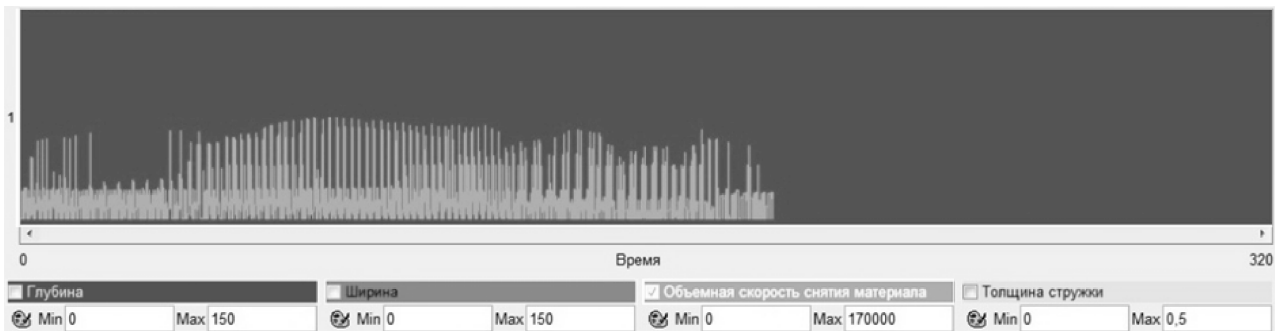 1
0 Время 320
Глубина Ширина Объемная скорость снятия материала Толщина стружки
Min 0 Max 150 Min 0 Max 150 Min 0 Max 170000 Min 0 Max 0,5